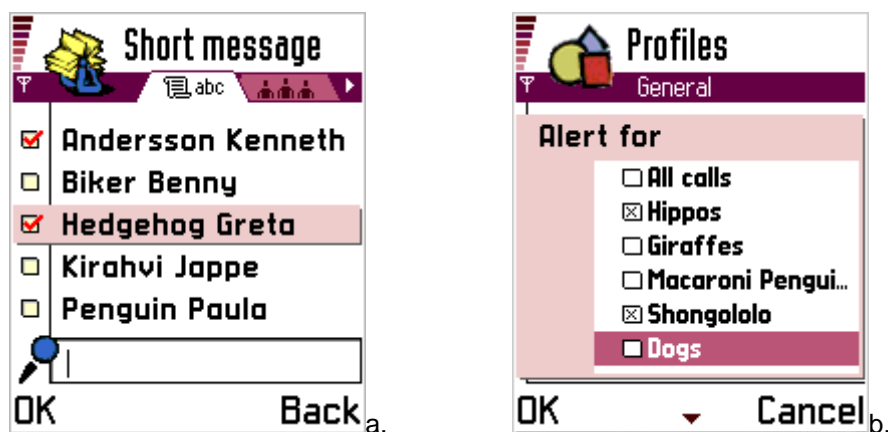 Short message
abc
Andersson Kenneth
Biker Benny
Hedgehog Greta
Kirahvi Jappe
Penguin Paula
OK Back
a.
Profiles
General
Alert for
All calls
Hippos
Giraffes
Macaroni Pengui...
Shongololo
Dogs
OK Cancel
b.